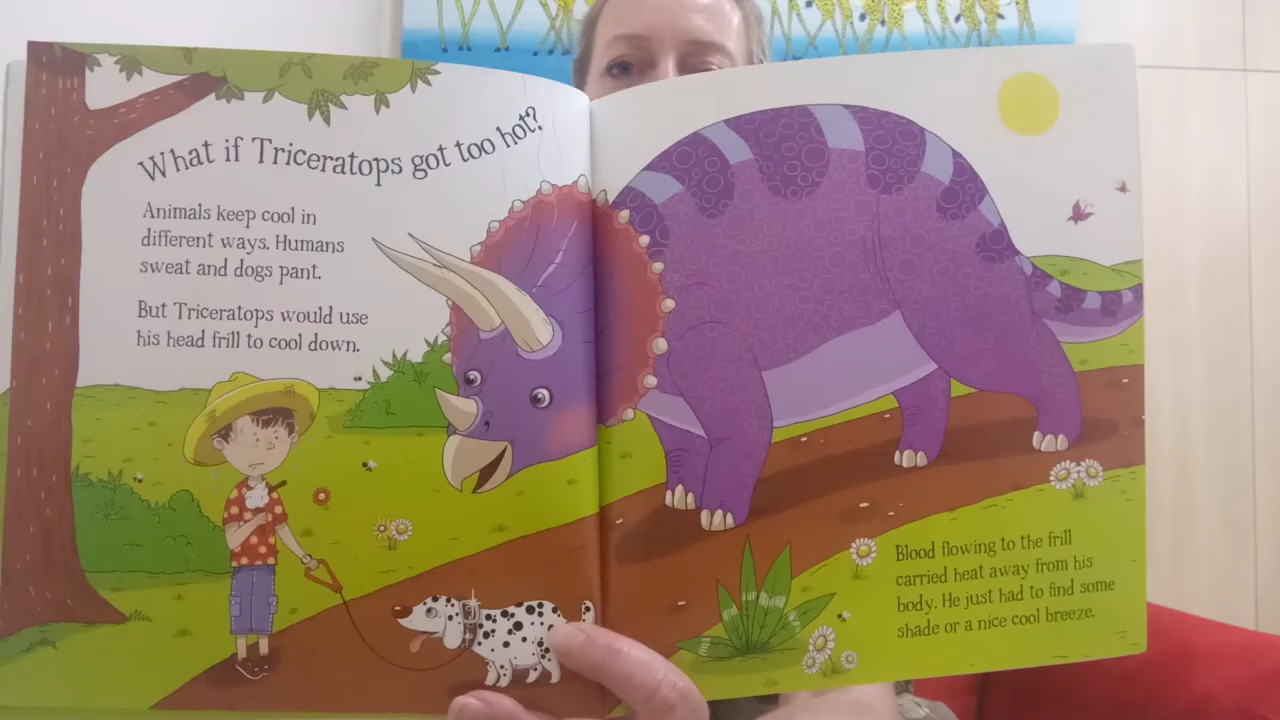 What if Triceratops got too hot?
Animals keep cool in
different ways. Humans
sweat and dogs pant.
But Triceratops would use
his head frill to cool down.
Blood flowing to the frill
carried heat away from his
body. He just had to find some
shade or a nice cool breeze.